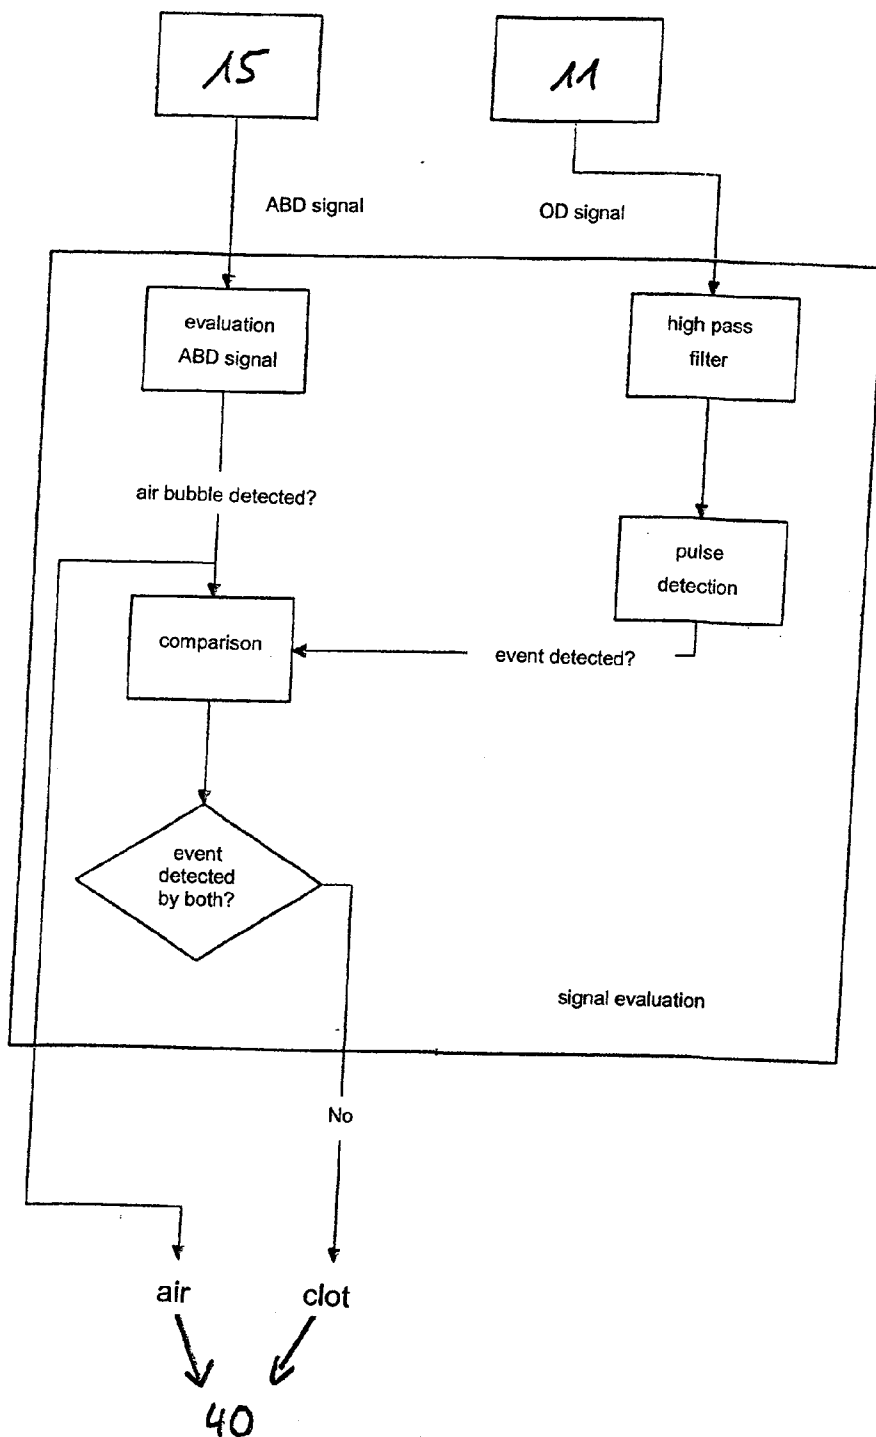 15
11
ABD signal
OD signal
evaluation
ABD signal
high pass
filter
air bubble detected?
pulse
detection
comparison
event detected?
event
detected
by both?
signal evaluation
No
air
clot
40